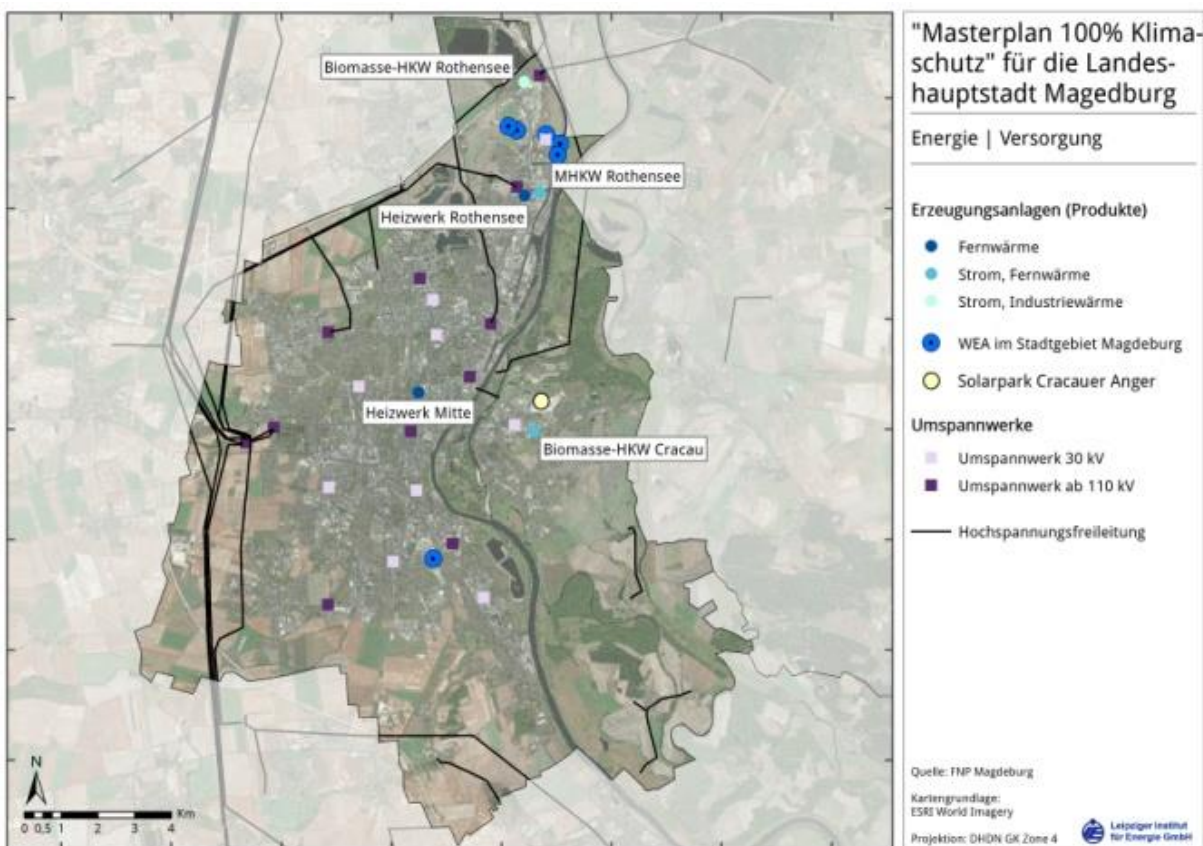 "Masterplan 100% Klima-
schutz" für die Landes-
hauptstadt Magedburg
Energie | Versorgung
Erzeugungsanlagen (Produkte)
Fernwärme
Strom, Fernwärme
Strom, Industriewärme
WEA im Stadtgebiet Magdeburg
Solarpark Cracauer Anger
Umspannwerke
Umspannwerk 30 kV
Umspannwerk ab 110 kV
Hochspannungsfreileitung
Quelle: FNP Magdeburg
Kartengrundlage:
ESRI World Imagery
Projektion: DHDN GK Zone 4
Leipziger Institut
für Energie GmbH
Biomasse-HKW Rothensee
MHKW Rothensee
Heizwerk Rothensee
Heizwerk Mitte
Biomasse-HKW Cracau
N
Km
0 0,5 1 2 3 4